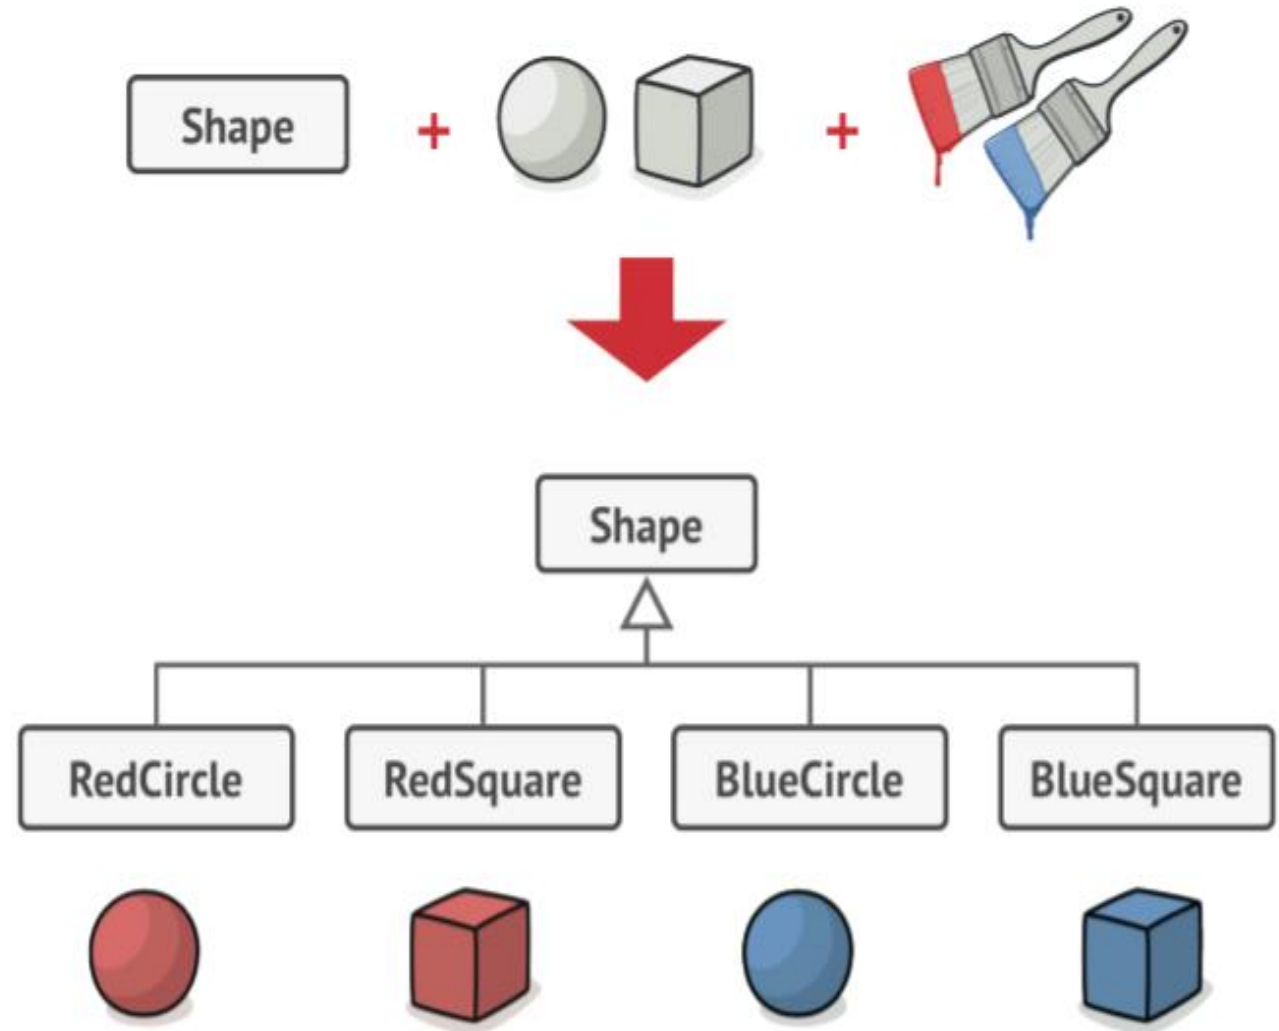 Shape
+
+
Shape
RedCircle
RedSquare
BlueCircle
BlueSquare